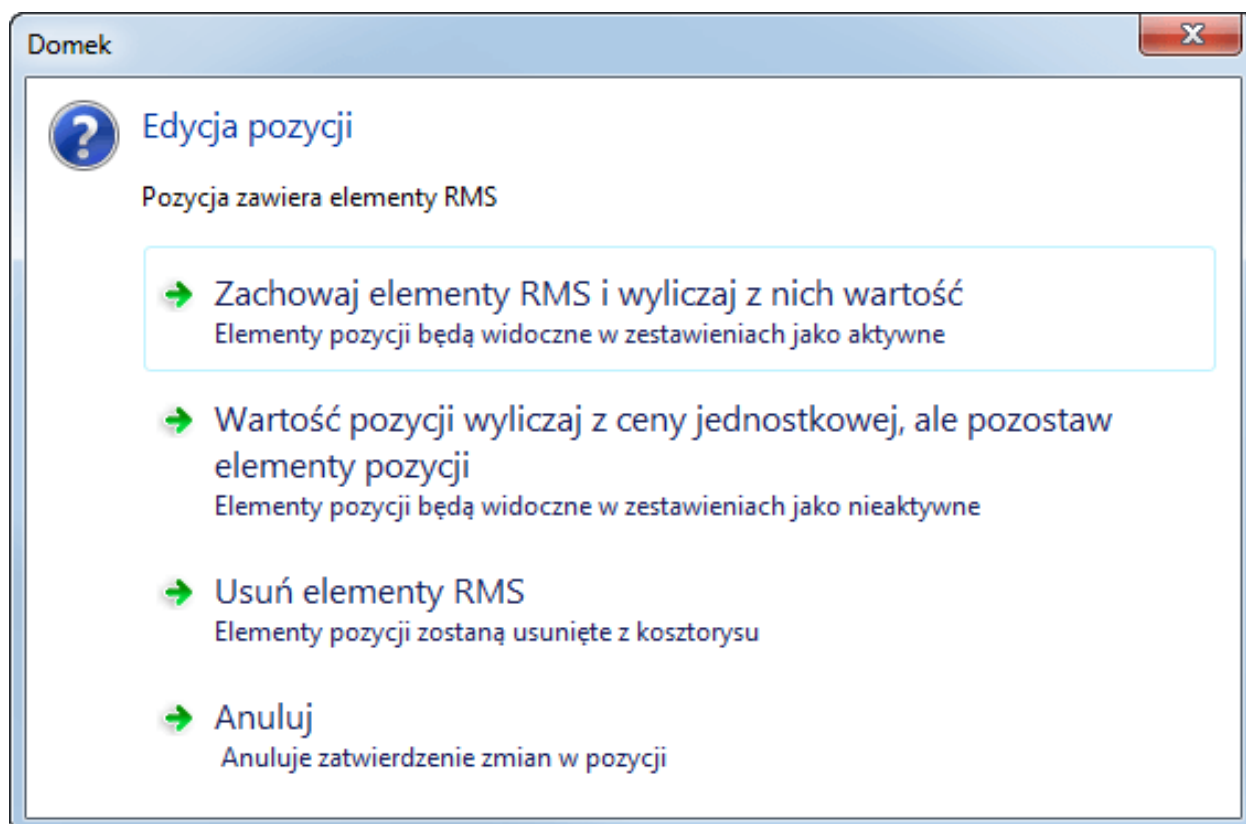 Domek
Edycja pozycji
Pozycja zawiera elementy RMS
Zachowaj elementy RMS i wyliczaj z nich wartość
Elementy pozycji będą widoczne w zestawieniach jako aktywne
Wartość pozycji wyliczaj z ceny jednostkowej, ale pozostaw
elementy pozycji
Elementy pozycji będą widoczne w zestawieniach jako nieaktywne
Usuń elementy RMS
Elementy pozycji zostaną usunięte z kosztorysu
Anuluj
Anuluje zatwierdzenie zmian w pozycji